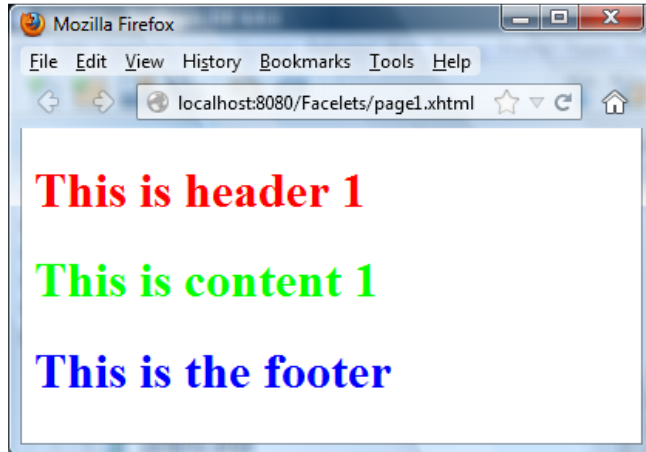 Mozilla Firefox
File Edit View History Bookmarks Tools Help
localhost:8080/Facelets/page1.xhtml
This is header 1
This is content 1
This is the footer